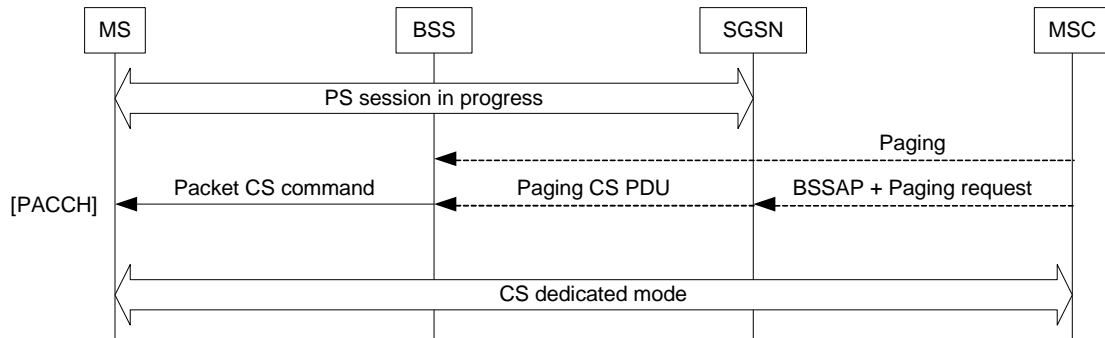 MS
BSS
SGSN
MSC
PS session in progress
Paging
[PACCH]
Packet CS command
Paging CS PDU
BSSAP + Paging request
CS dedicated mode